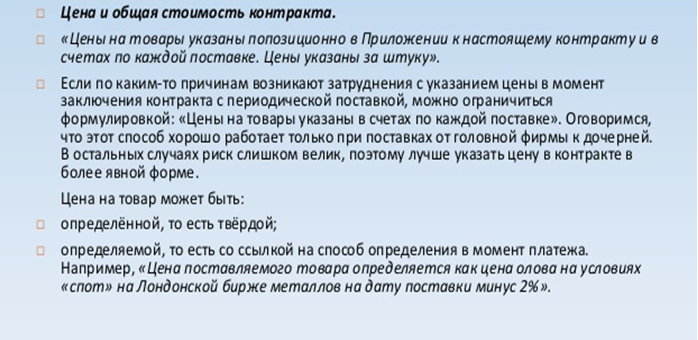 Цена и общая стоимость контракта.
«Цены на товары указаны попозиционно в Приложении к настоящему контракту и в
счетах по каждой поставке. Цены указаны за штуку».
Если по каким-то причинам возникают затруднения с указанием цены в момент
заключения контракта с периодической поставкой, можно ограничиться
формулировкой: «Цены на товары указаны в счетах по каждой поставке». Оговоримся,
что этот способ хорошо работает только при поставках от головной фирмы к дочерней.
В остальных случаях риск слишком велик, поэтому лучше указать цену в контракте в
более явной форме.
Цена на товар может быть:
определённой, то есть твёрдой;
определяемой, то есть со ссылкой на способ определения в момент платежа.
Например, «Цена поставляемого товара определяется как цена олова на условиях
«спот» на Лондонской бирже металлов на дату поставки минус 2%».